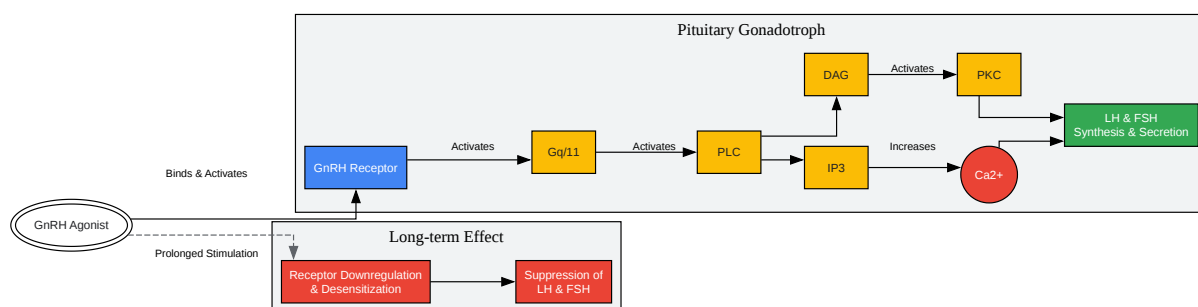 Pituitary Gonadotroph
DAG
Activates
PKC
LH & FSH
Synthesis & Secretion
GnRH Receptor
Activates
Gq/11
Activates
PLC
IP3
Increases
Ca2+
Binds & Activates
GnRH Agonist
Prolonged Stimulation
Long-term Effect
Receptor Downregulation
& Desensitization
Suppression of
LH & FSH